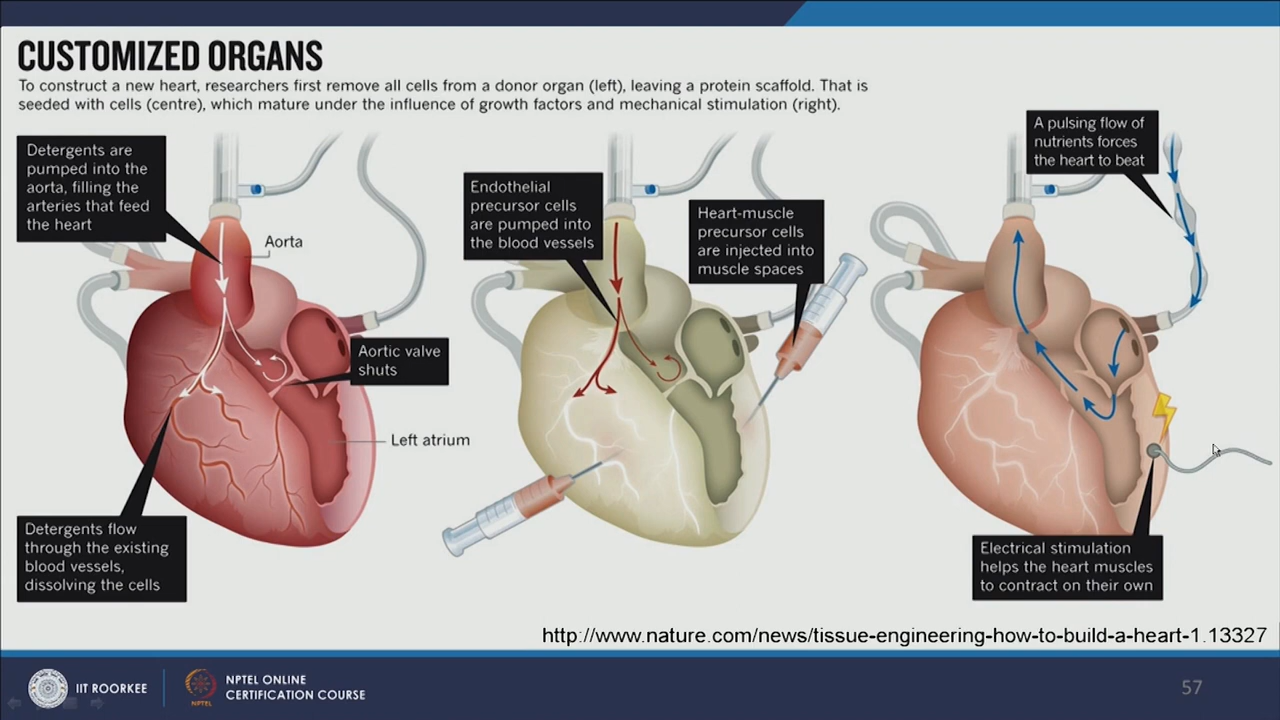 CUSTOMIZED ORGANS
To construct a new heart, researchers first remove all cells from a donor organ (left), leaving a protein scaffold. That is
seeded with cells (centre), which mature under the influence of growth factors and mechanical stimulation (right).
Detergents are
pumped into the
aorta, filling the
arteries that feed
the heart
Aorta
Aortic valve
shuts
Left atrium
Detergents flow
through the existing
blood vessels,
dissolving the cells
Endothelial
precursor cells
are pumped into
the blood vessels
Heart-muscle
precursor cells
are injected into
muscle spaces
A pulsing flow of
nutrients forces
the heart to beat
Electrical stimulation
helps the heart muscles
to contract on their own
http://www.nature.com/news/tissue-engineering-how-to-build-a-heart-1.13327
IIT ROORKEE
NPTEL
NPTEL ONLINE
CERTIFICATION COURSE
57